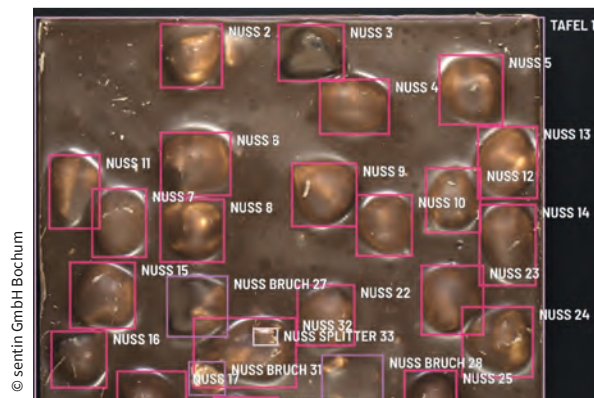 TAFEL 1
NUSS 2
NUSS 3
NUSS 5
NUSS 4
NUSS 13
NUSS 6
NUSS 11
NUSS 9
NUSS 12
NUSS 7
NUSS 8
NUSS 10
NUSS 14
NUSS 15
NUSS BRUCH 27
NUSS 22
NUSS 23
NUSS 24
NUSS 32
NUSS SPLITTER 33
NUSS 16
NUSS BRUCH 31
NUSS BRUCH 28
NUSS 17
NUSS 25
© sentin GmbH Bochum